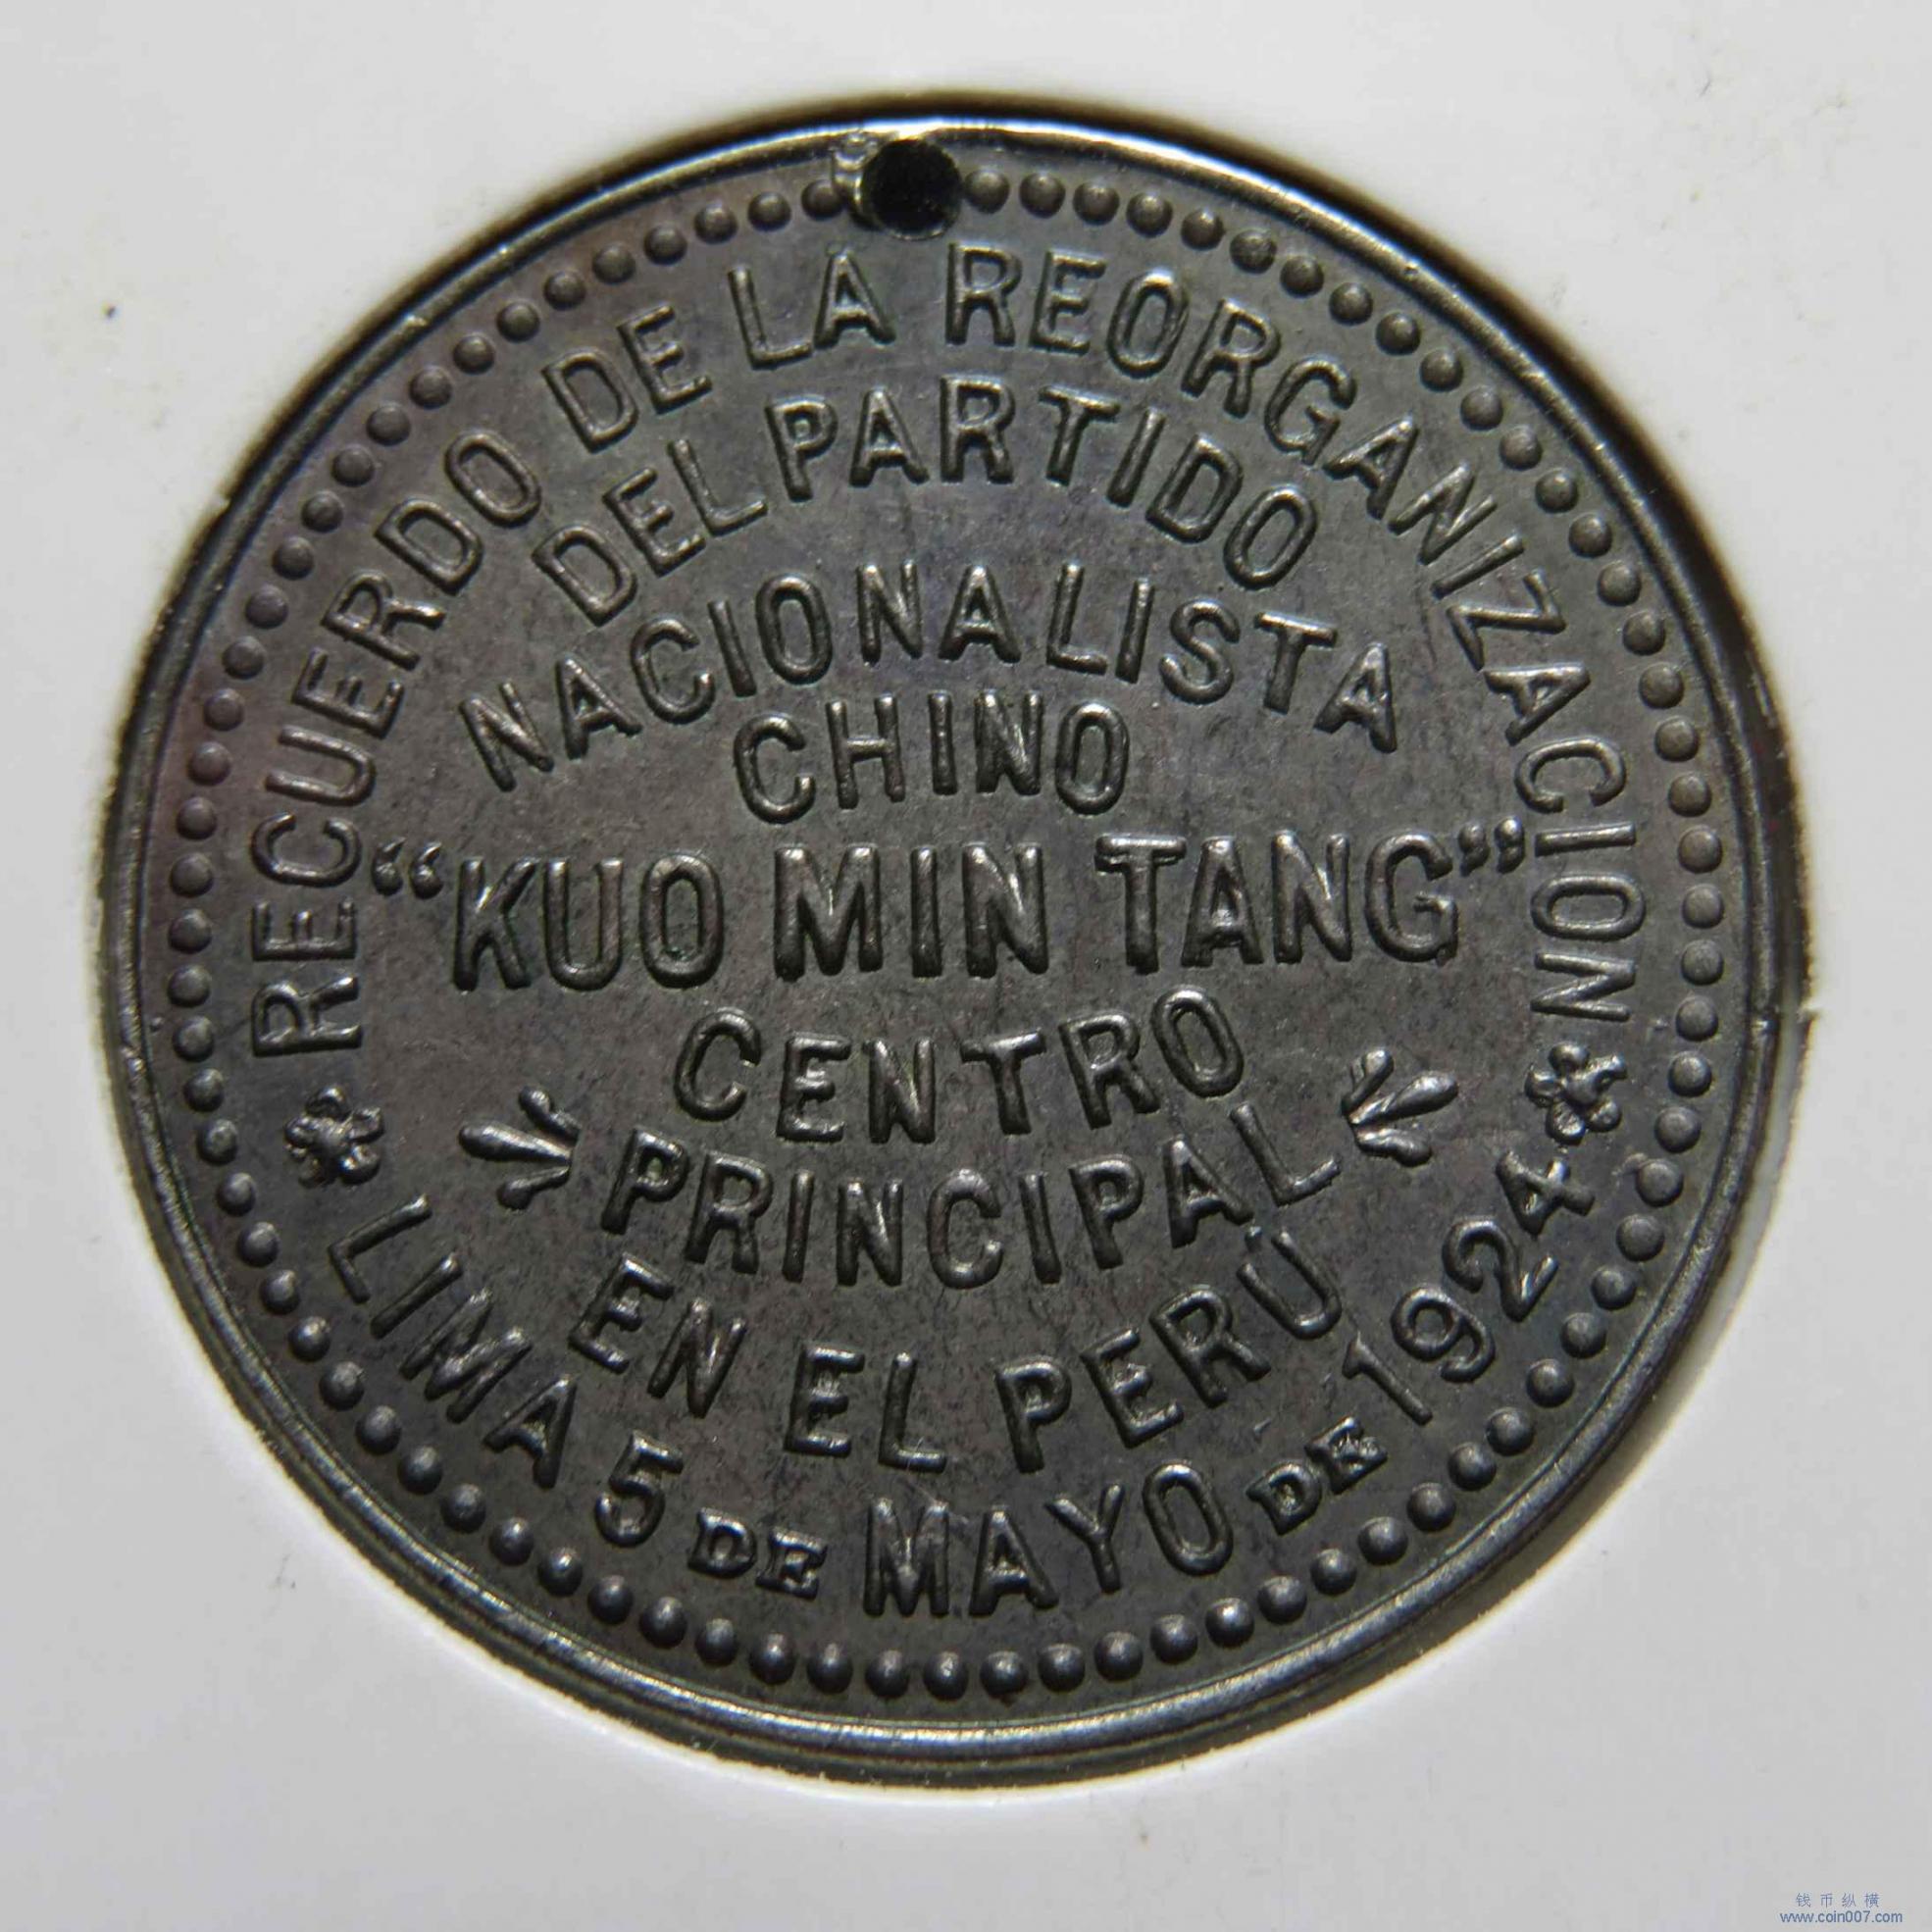 RECUERDO DE LA REORGANIZACION
DEL PARTIDO
NACIONALISTA
CHINO
“KUO MIN TANG”
CENTRO
PRINCIPAL
EN EL PERÚ
LIMA 5 DE MAYO DE 1924
钱币纵横
www.coin007.com